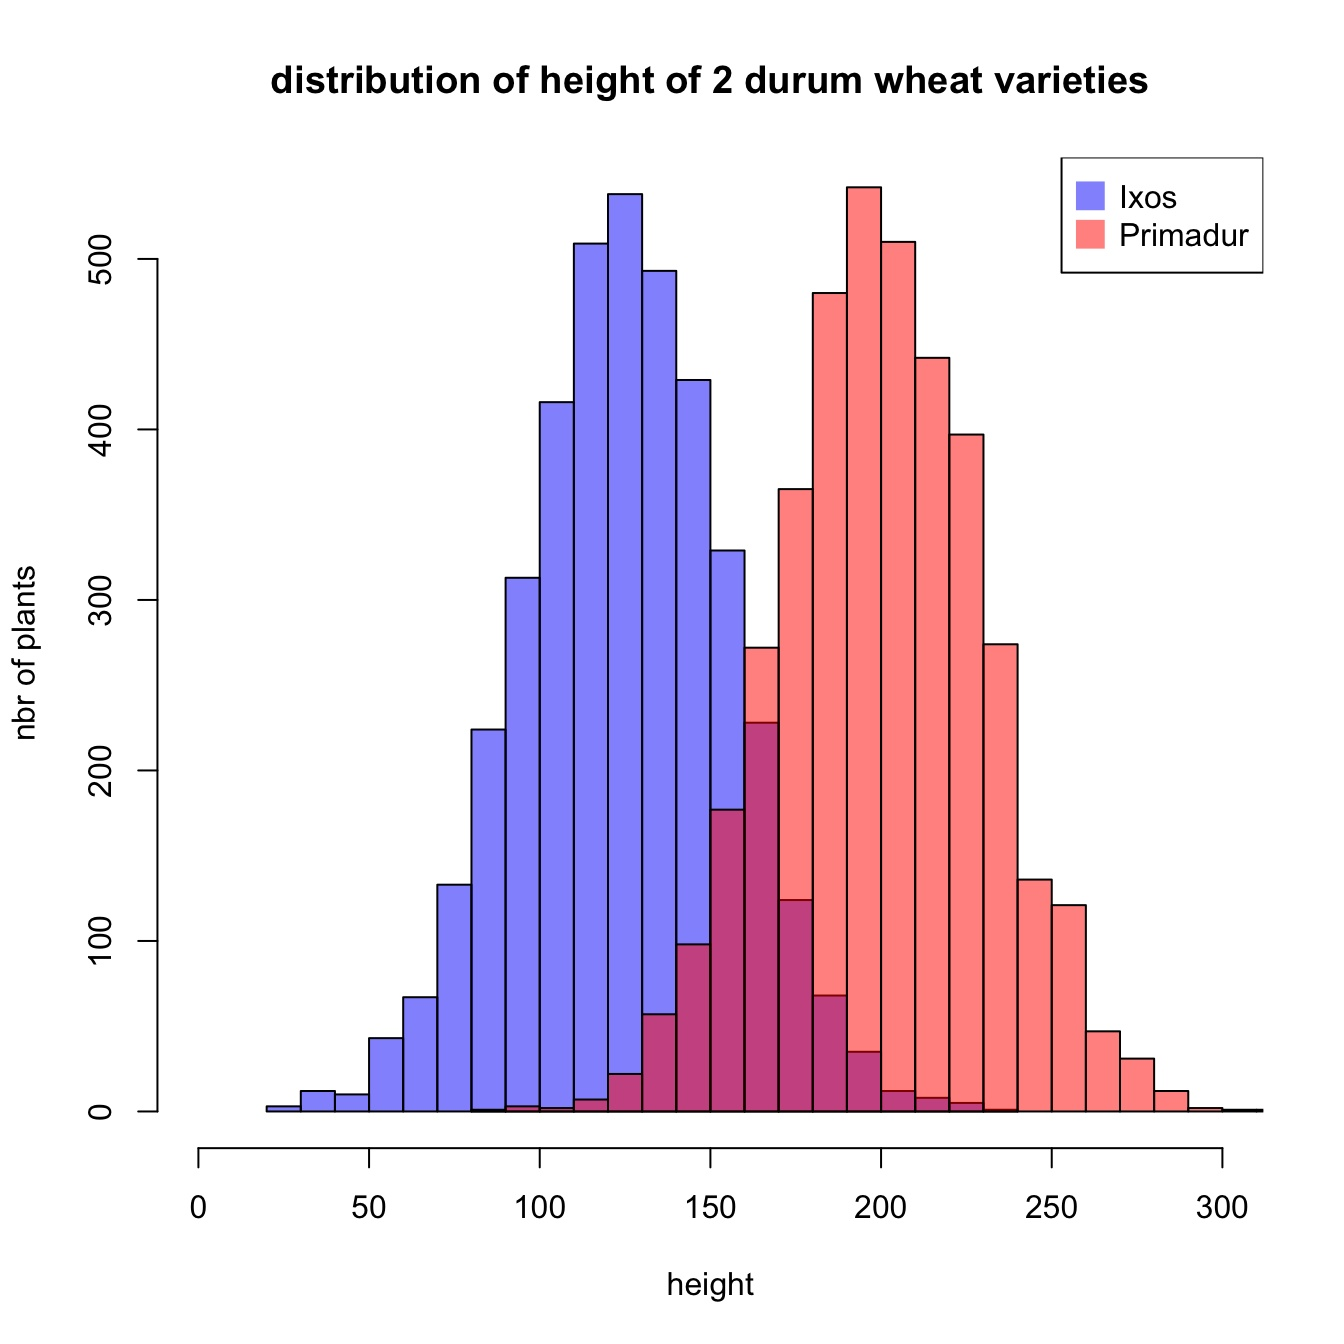 distribution of height of 2 durum wheat varieties
Ixos
Primadur
nbr of plants
500
400
300
200
100
0
0 50 100 150 200 250 300
height